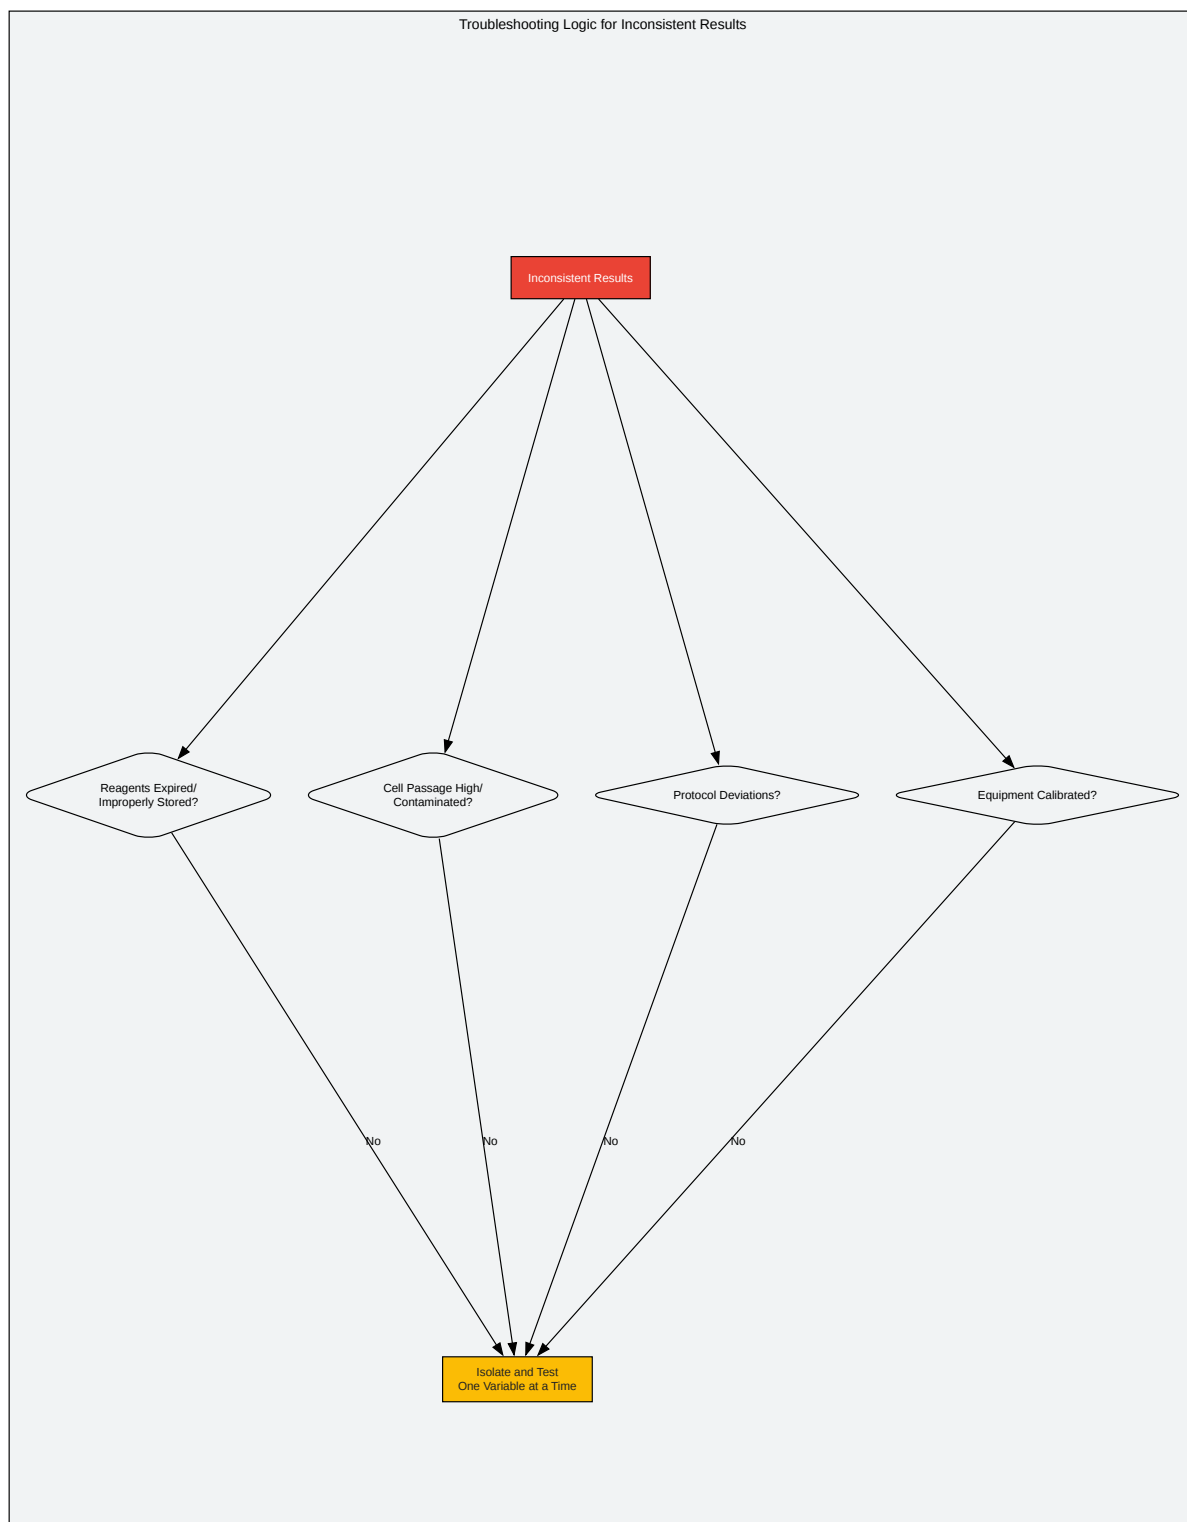 Troubleshooting Logic for Inconsistent Results
Inconsistent Results
Reagents Expired/
Improperly Stored?
Cell Passage High/
Contaminated?
Protocol Deviations?
Equipment Calibrated?
No
No
No
No
Isolate and Test
One Variable at a Time